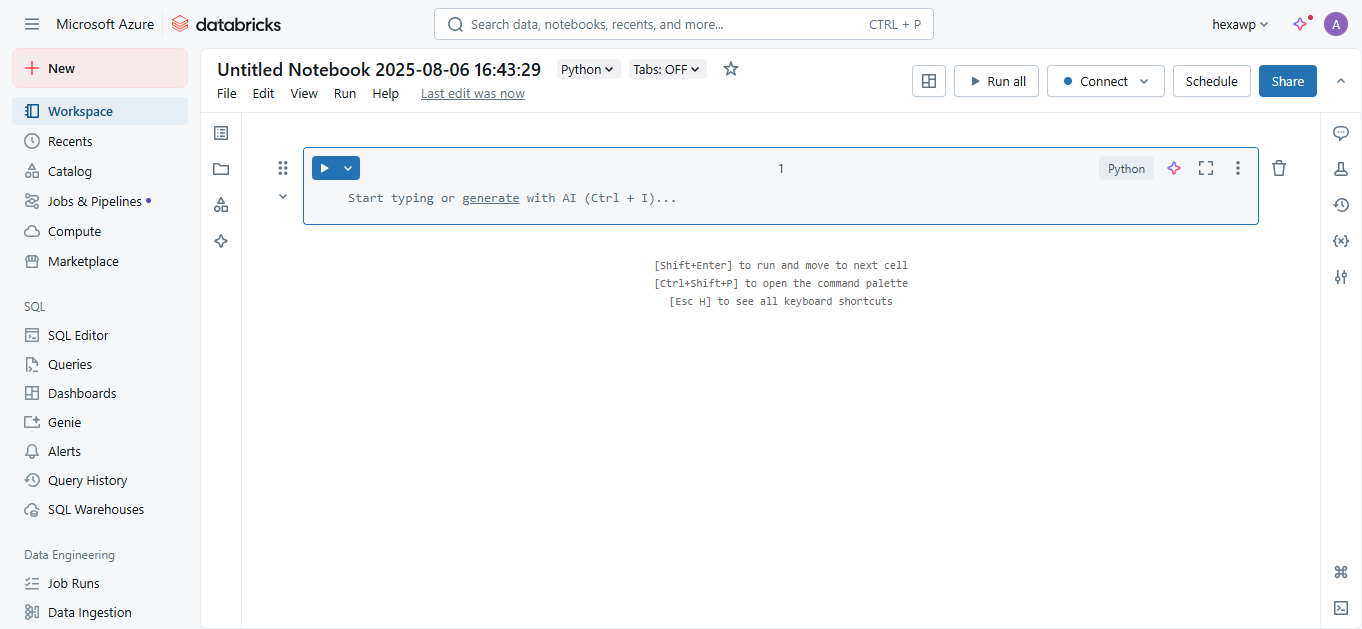 Microsoft Azure databricks Search data, notebooks, recents, and more... CTRL + P hexawp A
New
Workspace
Recents
Catalog
Jobs & Pipelines
Compute
Marketplace
SQL
SQL Editor
Queries
Dashboards
Genie
Alerts
Query History
SQL Warehouses
Data Engineering
Job Runs
Data Ingestion
Untitled Notebook 2025-08-06 16:43:29 Python Tabs: OFF
File Edit View Run Help Last edit was now
Run all Connect Schedule Share
1 Python
Start typing or generate with AI (Ctrl + I)...
[Shift+Enter] to run and move to next cell
[Ctrl+Shift+P] to open the command palette
[Esc H] to see all keyboard shortcuts